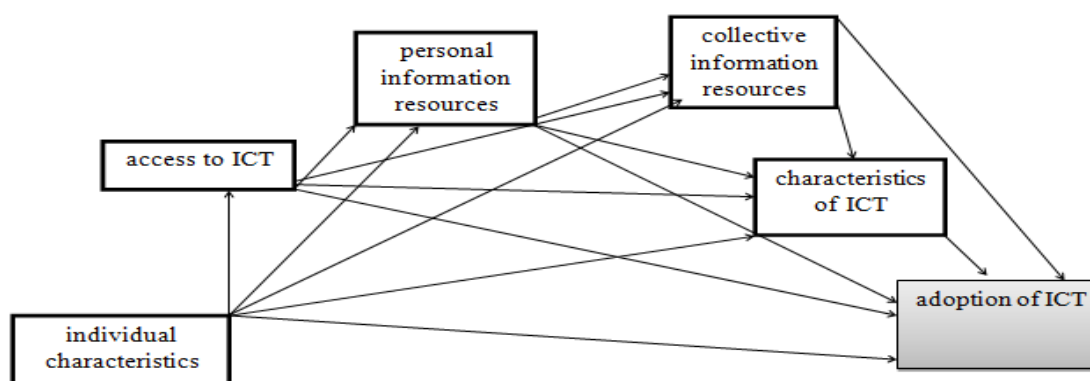 personal
information
resources
collective
information
resources
access to ICT
characteristics
of ICT
adoption of ICT
individual
characteristics